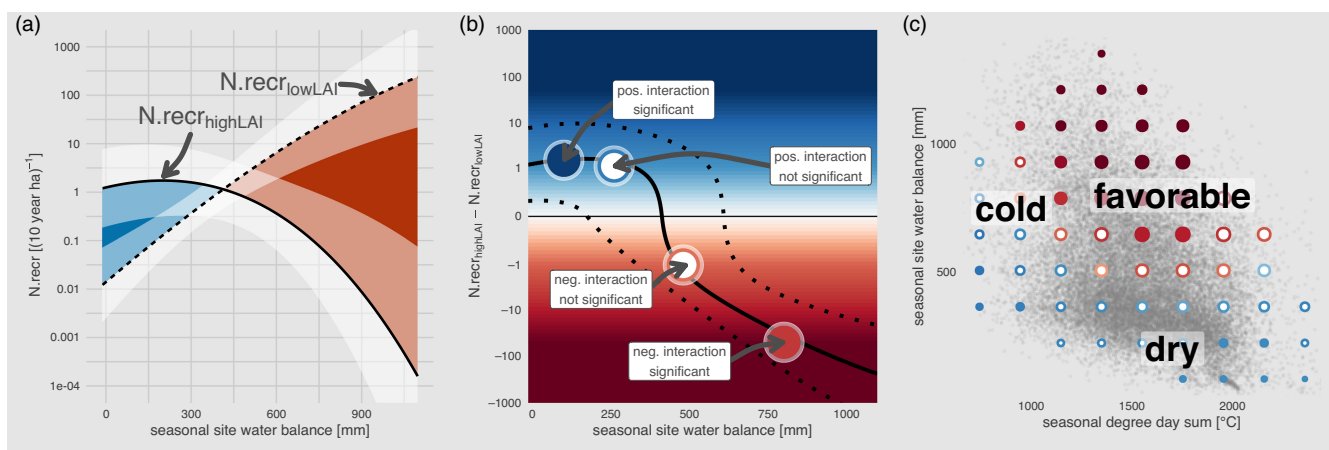 (a)
1000
100
10
1
0.1
0.01
0.001
1e-04
N.recr [(10 year ha)⁻¹]
N.recr_lowLAI
N.recr_highLAI
0
300
600
900
seasonal site water balance [mm]
(b)
1000
100
10
1
0
−1
−10
−100
−1000
N.recr_highLAI − N.recr_lowLAI
pos. interaction
significant
pos. interaction
not significant
neg. interaction
not significant
neg. interaction
significant
0
250
500
750
1000
seasonal site water balance [mm]
(c)
1000
500
seasonal site water balance [mm]
cold
favorable
dry
1000
1500
2000
seasonal degree day sum [°C]